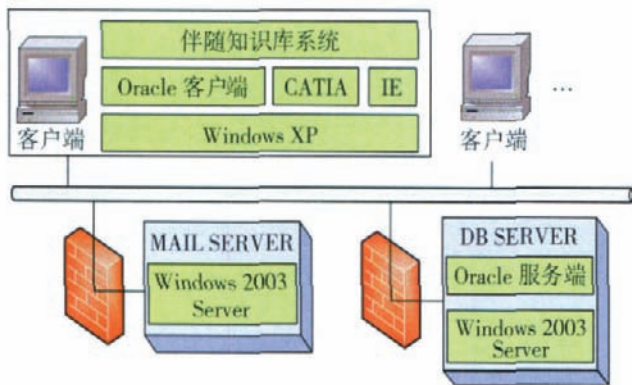 伴随知识库系统
Oracle 客户端
CATIA
IE
Windows XP
客户端
客户端
…
MAIL SERVER
Windows 2003
Server
DB SERVER
Oracle 服务端
Windows 2003
Server